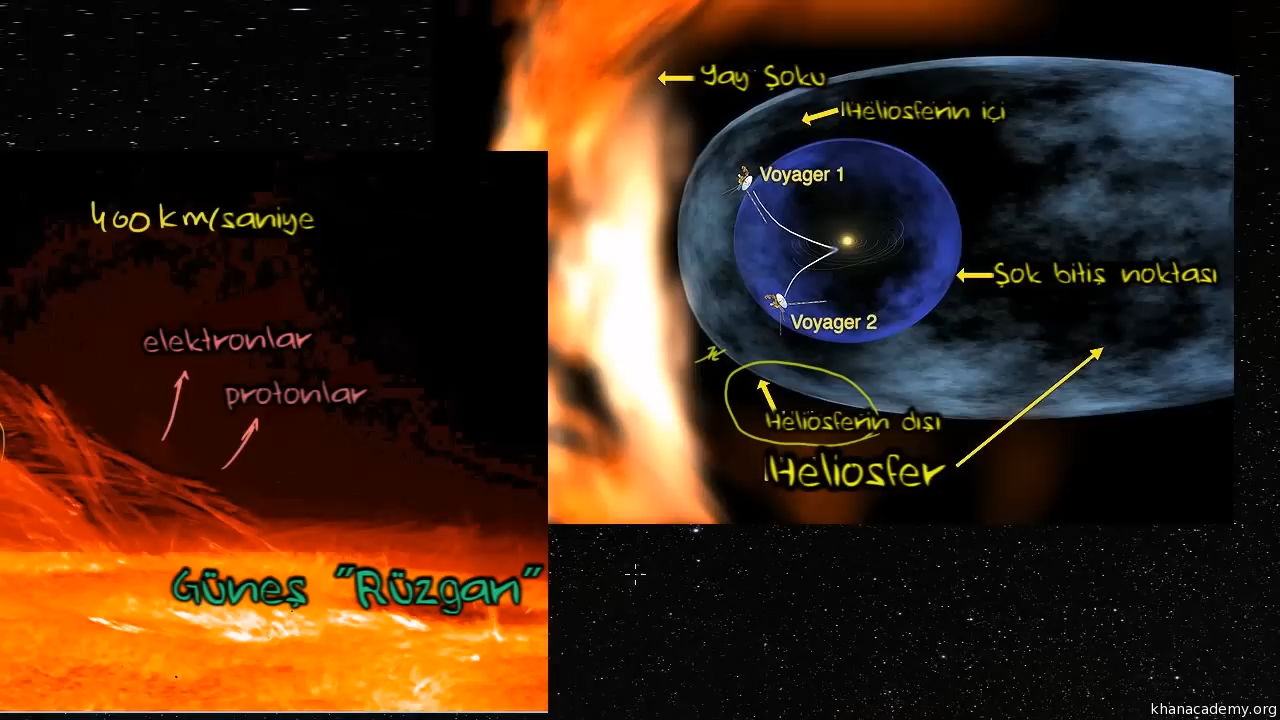 Yay Şoku
Heliosferin içi
Voyager 1
400 km/saniye
Şok bitiş noktası
Voyager 2
elektronlar
protonlar
Heliosferin dışı
Heliosfer
Güneş "Rüzgarı"
khanacademy.org